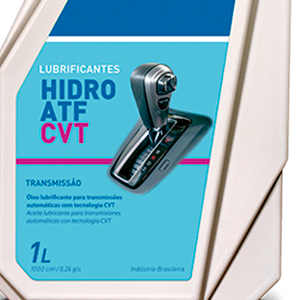 LUBRIFICANTES
HIDRO
ATF
CVT
TRANSMISSÃO
Óleo lubrificante para transmissões
automáticas com tecnologia CVT
Aceite lubricante para transmisiones
automáticas con tecnología CVT
1L
1000 cm³/0,26 gls
Indústria Brasileira